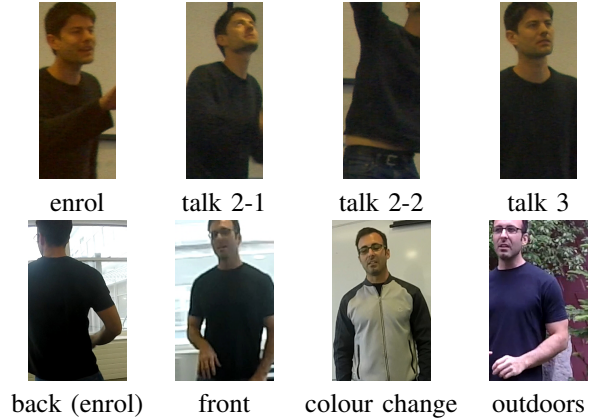 enrol talk 2-1 talk 2-2 talk 3
back (enrol) front colour change outdoors